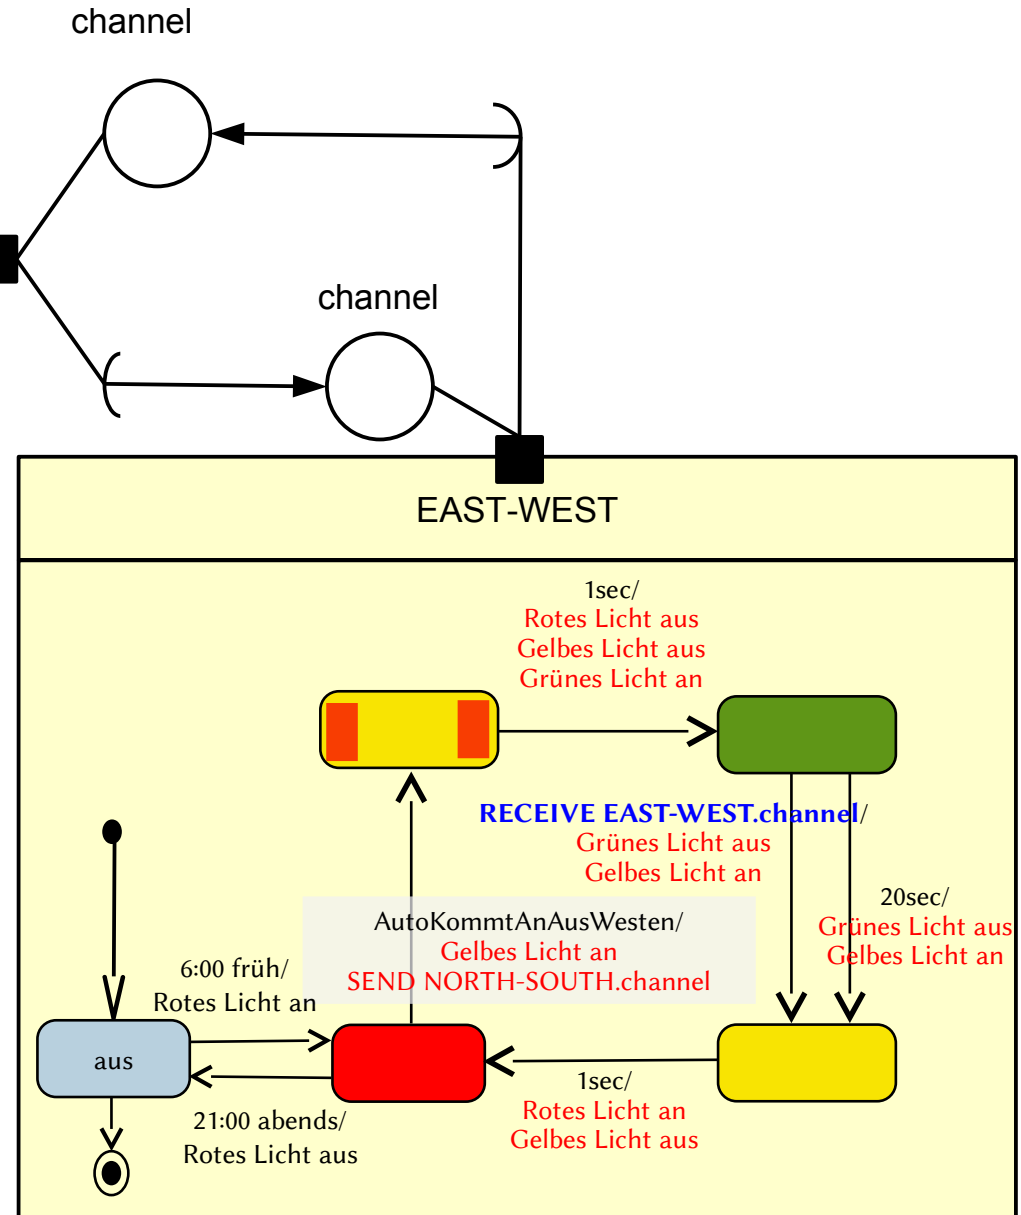 channel
channel
EAST-WEST
1sec/
Rotes Licht aus
Gelbes Licht aus
Grünes Licht an
RECEIVE EAST-WEST.channel/
Grünes Licht aus
Gelbes Licht an
20sec/
Grünes Licht aus
Gelbes Licht an
AutoKommtAnAusWesten/
Gelbes Licht an
SEND NORTH-SOUTH.channel
6:00 früh/
Rotes Licht an
aus
1sec/
Rotes Licht an
Gelbes Licht aus
21:00 abends/
Rotes Licht aus